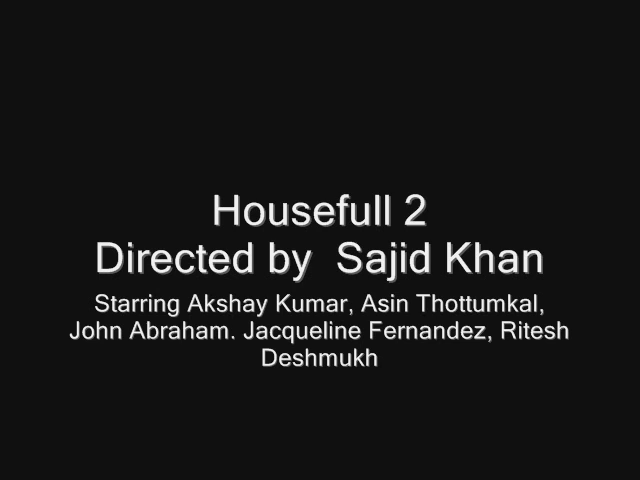 Housefull 2
Directed by  Sajid Khan
Starring Akshay Kumar, Asin Thottumkal,
John Abraham. Jacqueline Fernandez, Ritesh
Deshmukh